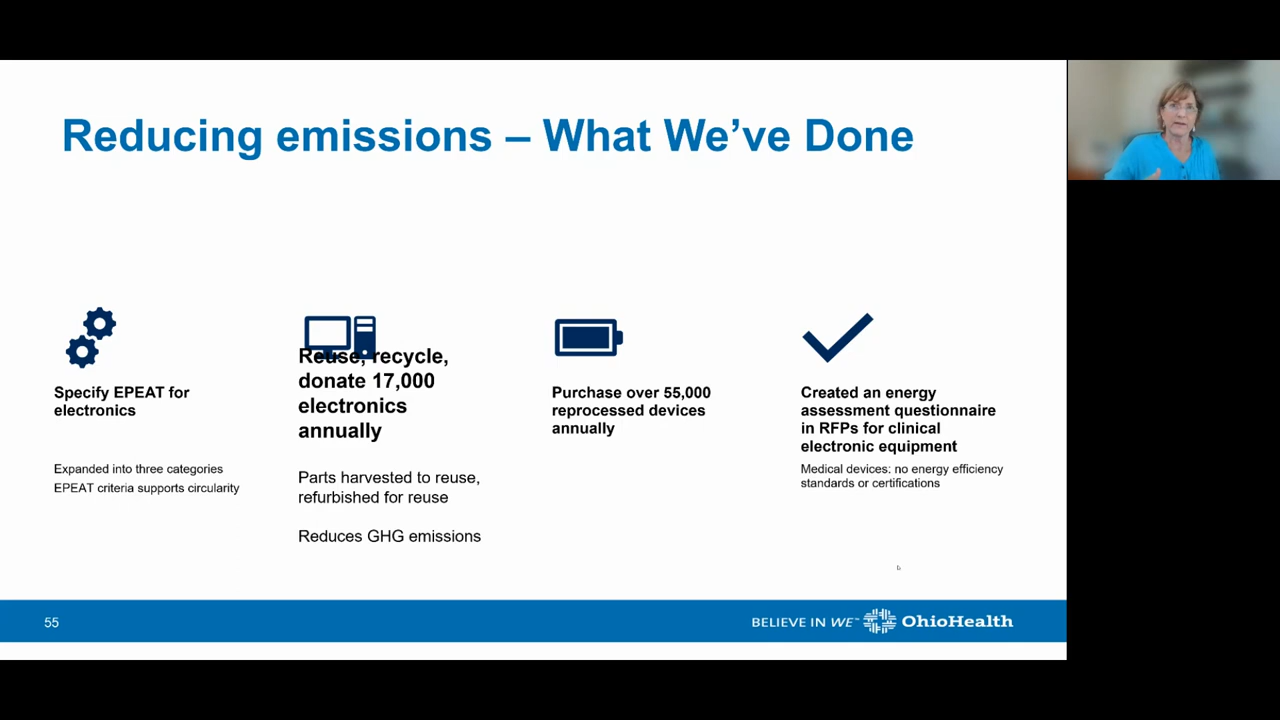 Reducing emissions – What We’ve Done
Specify EPEAT for
electronics
Expanded into three categories
EPEAT criteria supports circularity
Reuse, recycle,
donate 17,000
electronics
annually
Parts harvested to reuse,
refurbished for reuse
Reduces GHG emissions
Purchase over 55,000
reprocessed devices
annually
Created an energy
assessment questionnaire
in RFPs for clinical
electronic equipment
Medical devices: no energy efficiency
standards or certifications
55
BELIEVE IN WE™ OhioHealth